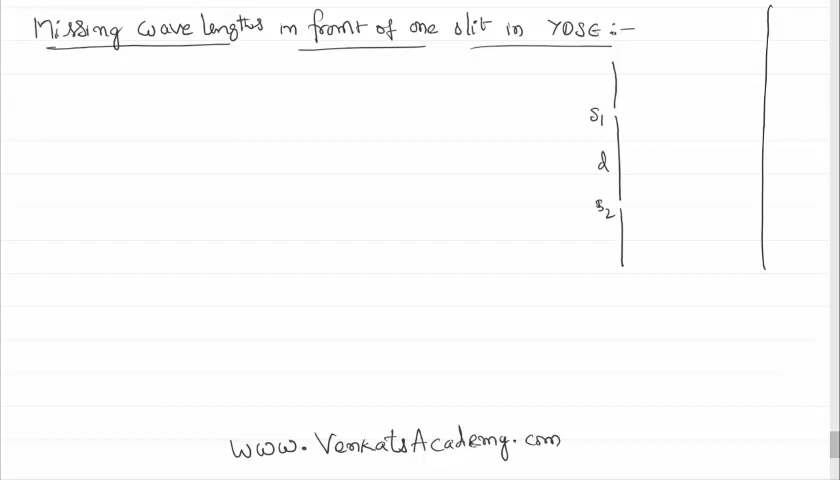 Missing wave lengths in front of one slit in YDSE :-
S1
d
S2
www.VenkatsAcademy.com